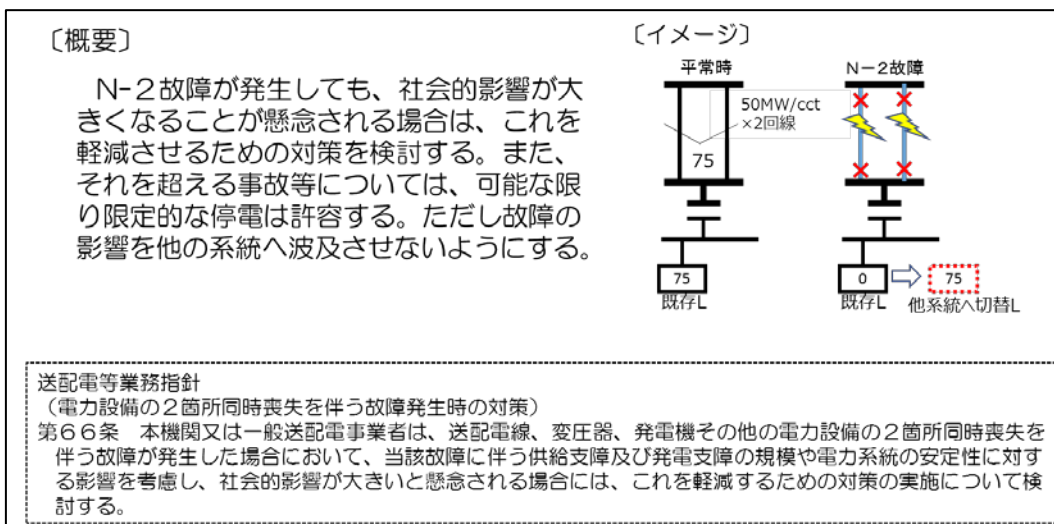 〔概要〕
N-2故障が発生しても、社会的影響が大
きくなることが懸念される場合は、これを
軽減させるための対策を検討する。また、
それを超える事故等については、可能な限
り限定的な停電は許容する。ただし故障の
影響を他の系統へ波及させないようにする。
〔イメージ〕
平常時
N-2故障
50MW/cct
×2回線
75
75
既存L
0
75
既存L
他系統へ切替L
送配電等業務指針
(電力設備の2箇所同時喪失を伴う故障発生時の対策)
第66条 本機関又は一般送配電事業者は、送配電線、変圧器、発電機その他の電力設備の2箇所同時喪失を
伴う故障が発生した場合において、当該故障に伴う供給支障及び発電支障の規模や電力系統の安定性に対す
る影響を考慮し、社会的影響が大きいと懸念される場合には、これを軽減するための対策の実施について検
討する。